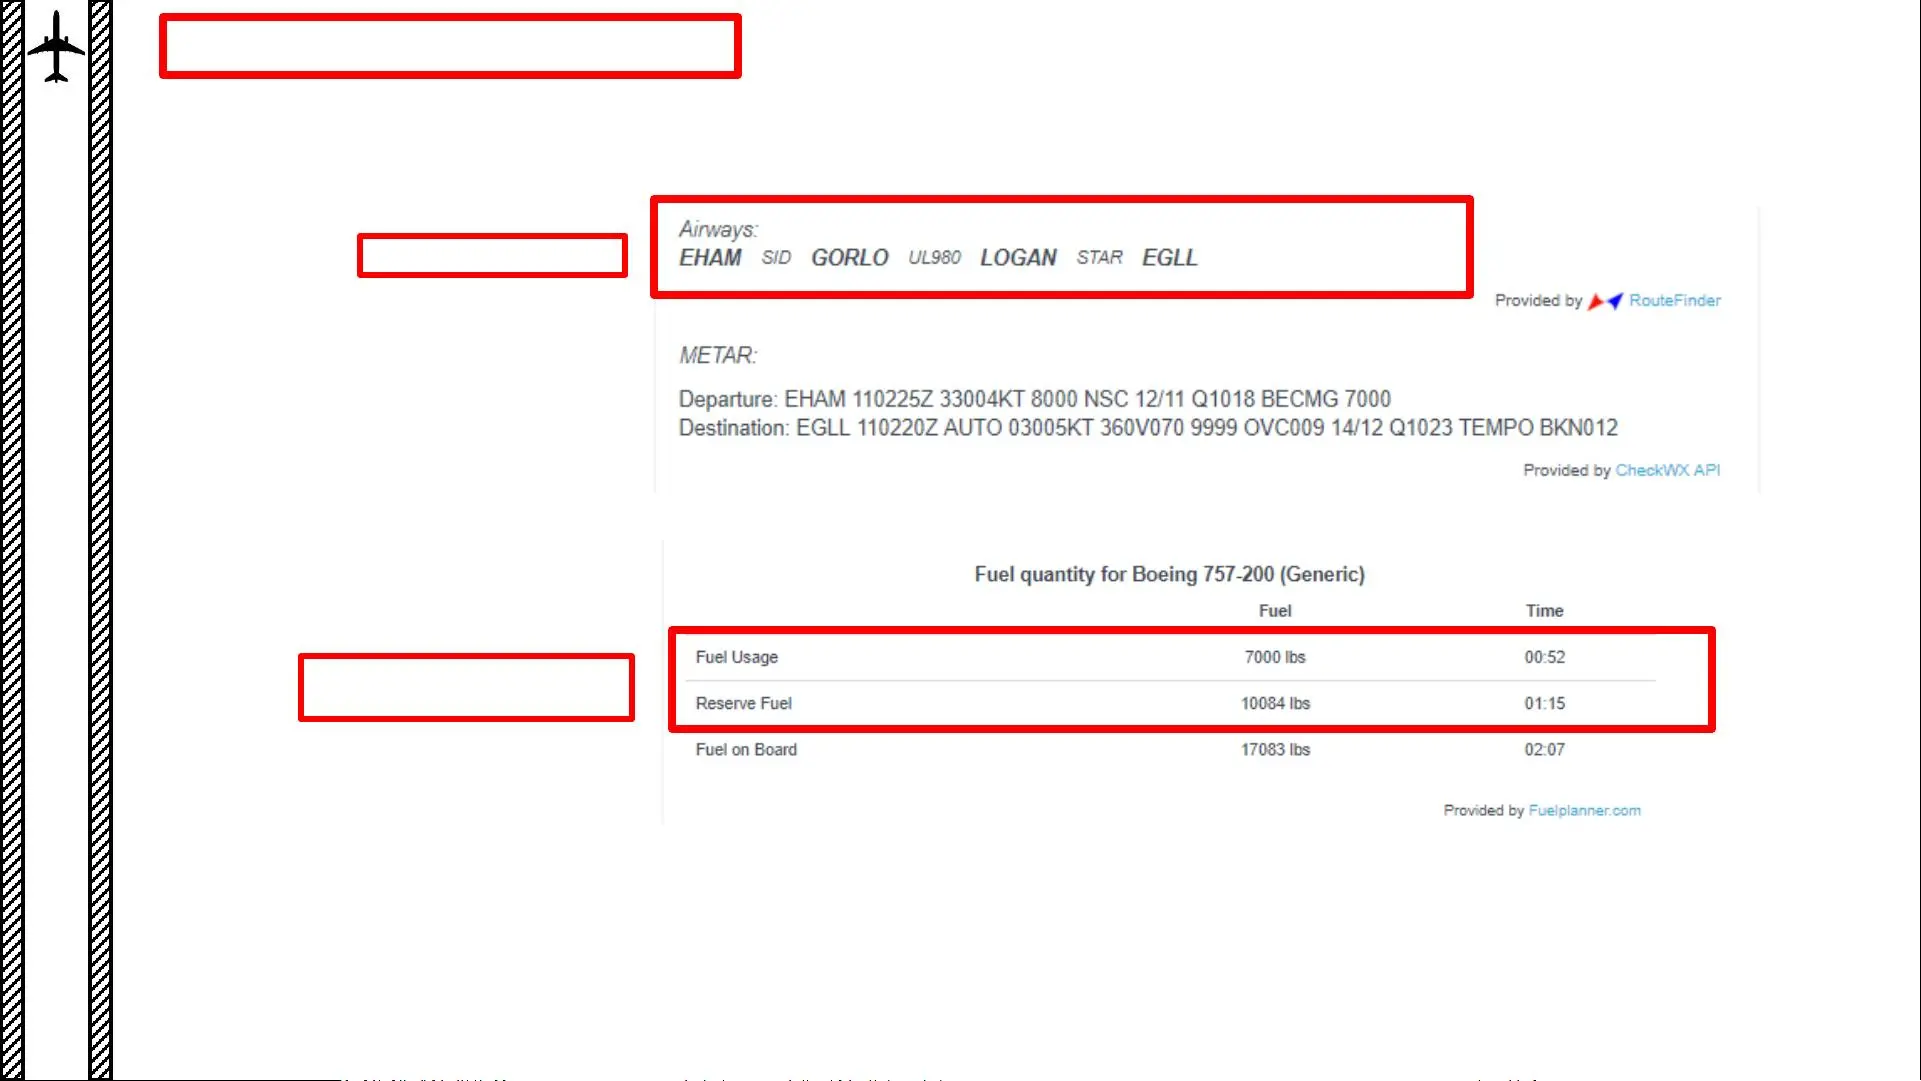 Airways:
EHAM SID GORLO UL980 LOGAN STAR EGLL
Provided by RouteFinder
METAR:
Departure: EHAM 110225Z 33004KT 8000 NSC 12/11 Q1018 BECMG 7000
Destination: EGLL 110220Z AUTO 03005KT 360V070 9999 OVC009 14/12 Q1023 TEMPO BKN012
Provided by CheckWX API
Fuel quantity for Boeing 757-200 (Generic)
Fuel Time
Fuel Usage 7000 lbs 00:52
Reserve Fuel 10084 lbs 01:15
Fuel on Board 17083 lbs 02:07
Provided by Fuelplanner.com